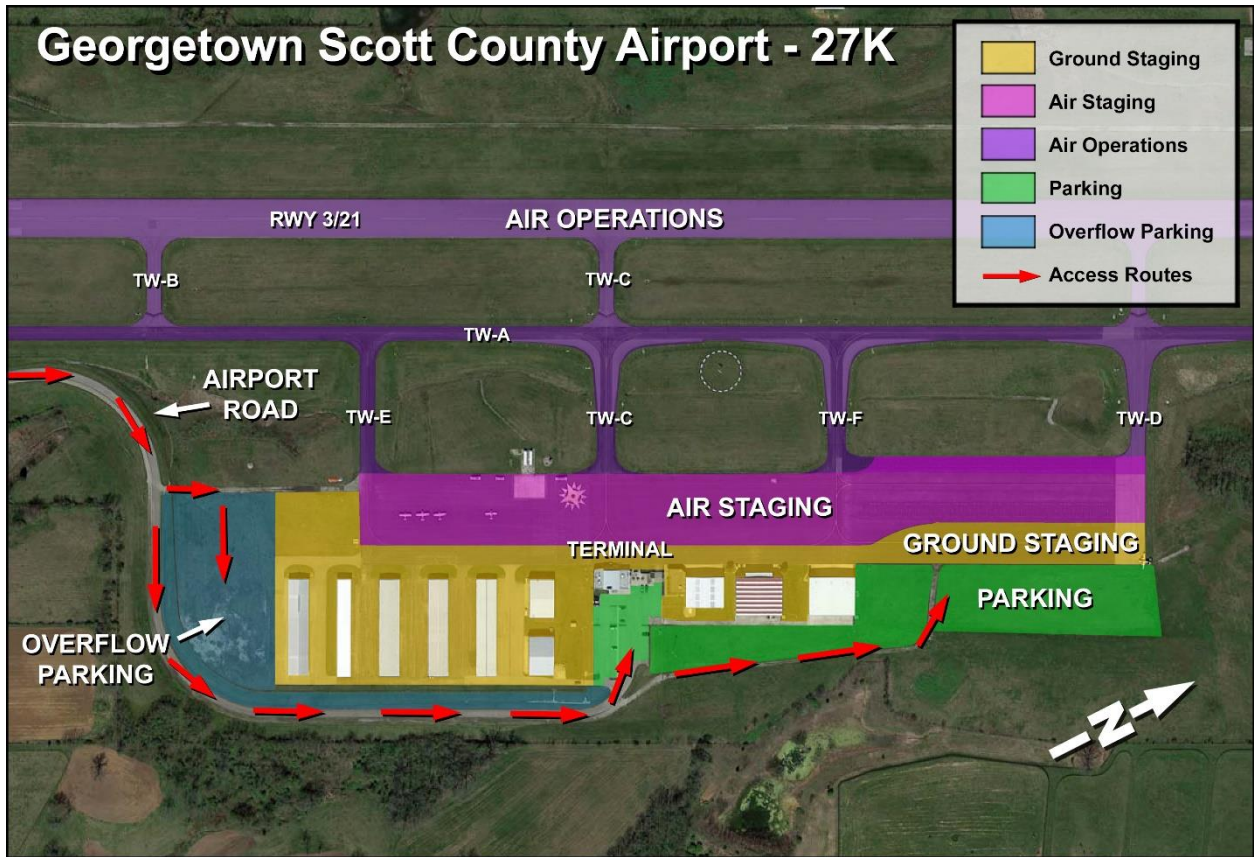 Georgetown Scott County Airport - 27K
Ground Staging
Air Staging
Air Operations
Parking
Overflow Parking
Access Routes
RWY 3/21
AIR OPERATIONS
TW-B
TW-C
TW-A
AIRPORT
ROAD
TW-E
TW-C
TW-F
TW-D
AIR STAGING
TERMINAL
GROUND STAGING
PARKING
OVERFLOW
PARKING
N